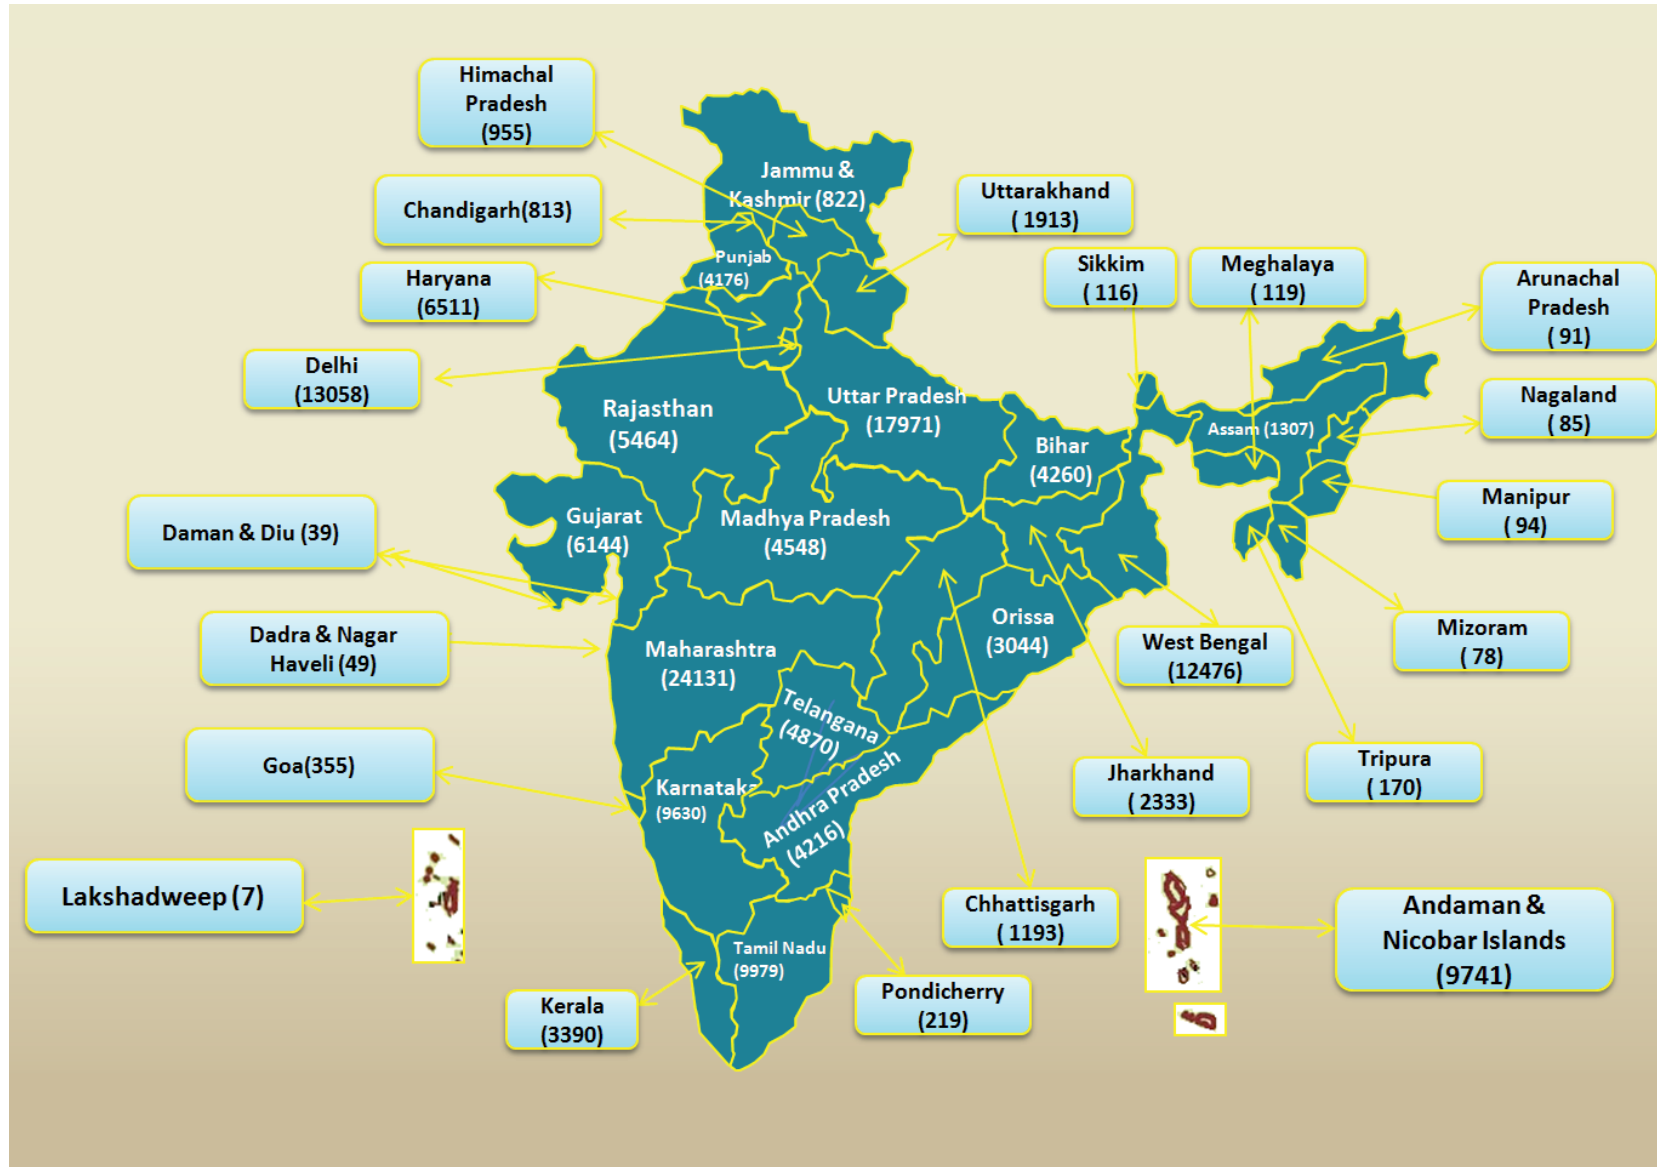 Himachal
Pradesh
(955)
Jammu &
Kashmir (822)
Chandigarh(813)
Uttarakhand
( 1913)
Punjab
(4176)
Haryana
(6511)
Sikkim
( 116)
Meghalaya
( 119)
Arunachal
Pradesh
( 91)
Delhi
(13058)
Rajasthan
(5464)
Uttar Pradesh
(17971)
Bihar
(4260)
Assam (1307)
Nagaland
( 85)
Manipur
( 94)
Daman & Diu (39)
Gujarat
(6144)
Madhya Pradesh
(4548)
Dadra & Nagar
Haveli (49)
Maharashtra
(24131)
Orissa
(3044)
West Bengal
(12476)
Mizoram
( 78)
Telangana
(4870)
Goa(355)
Karnataka
(9630)
Andhra Pradesh
(4216)
Jharkhand
( 2333)
Tripura
( 170)
Lakshadweep (7)
Tamil Nadu
(9979)
Chhattisgarh
( 1193)
Andaman &
Nicobar Islands
(9741)
Kerala
(3390)
Pondicherry
(219)